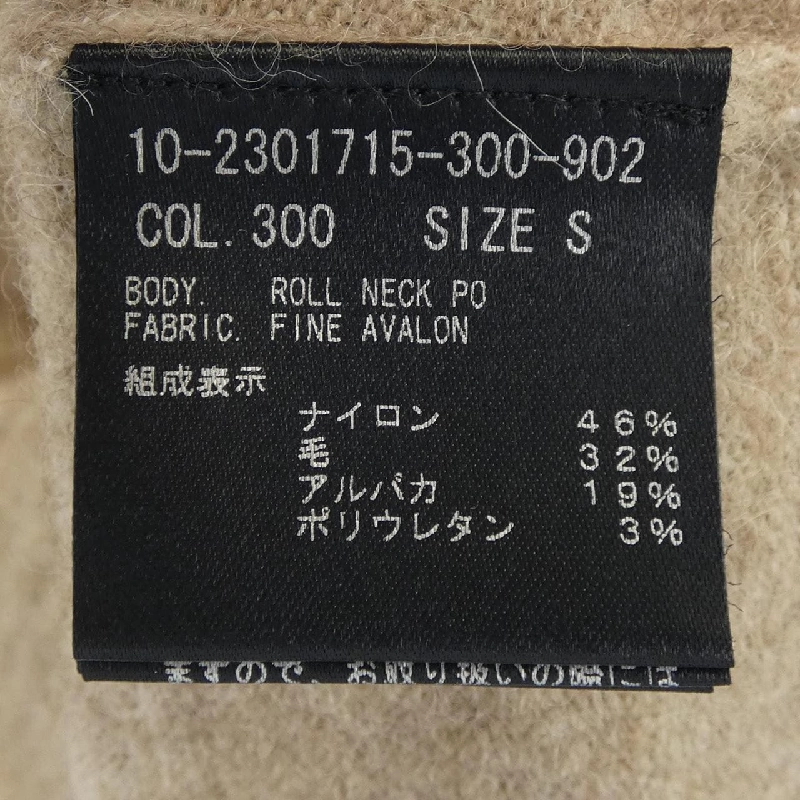 10-2301715-300-902
COL. 300 SIZE S
BODY. ROLL NECK PO
FABRIC. FINE AVALON
組成表示
ナイロン 46%
毛 32%
アルパカ 19%
ポリウレタン 3%
ますので、お取り扱いの際には